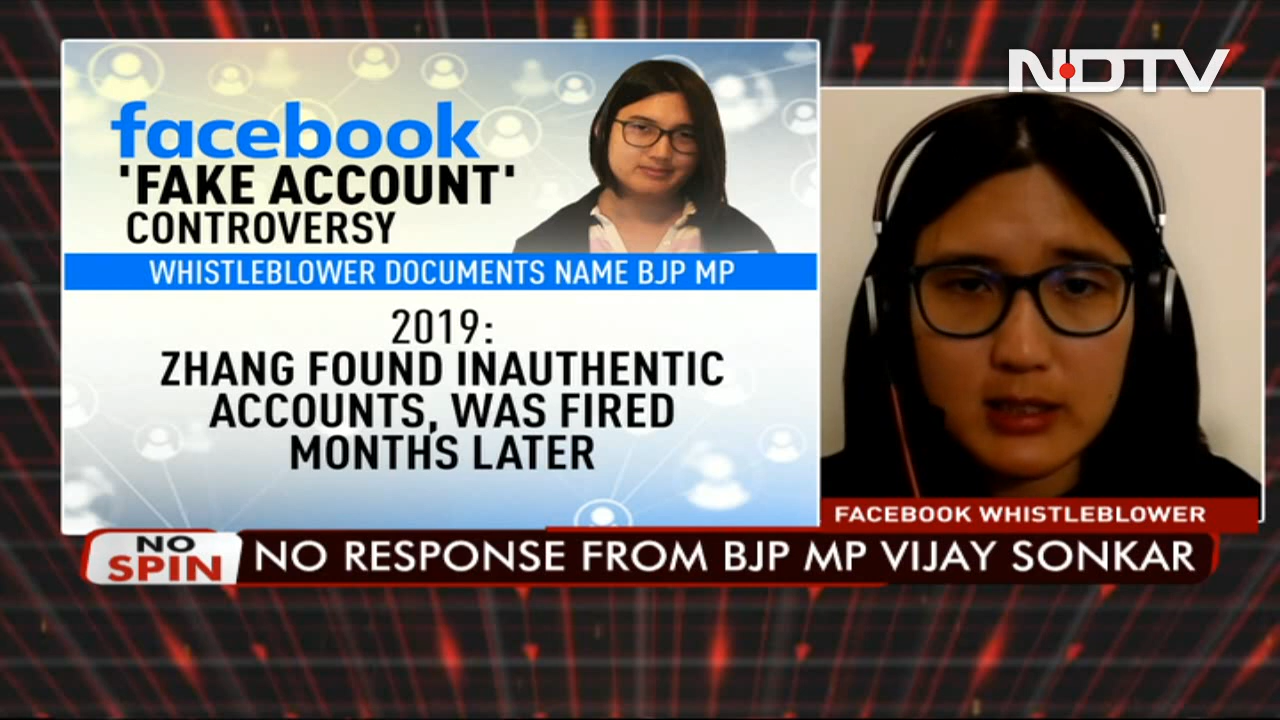 NDTV
facebook
'FAKE ACCOUNT'
CONTROVERSY
WHISTLEBLOWER DOCUMENTS NAME BJP MP
2019:
ZHANG FOUND INAUTHENTIC
ACCOUNTS, WAS FIRED
MONTHS LATER
FACEBOOK WHISTLEBLOWER
NO
SPIN
NO RESPONSE FROM BJP MP VIJAY SONKAR